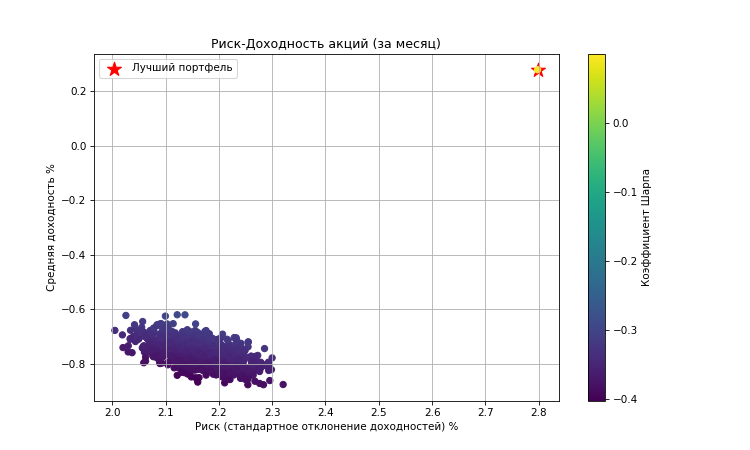 Риск-Доходность акций (за месяц)
Лучший портфель
Средняя доходность %
0.2
0.0
−0.2
−0.4
−0.6
−0.8
2.0 2.1 2.2 2.3 2.4 2.5 2.6 2.7 2.8
Риск (стандартное отклонение доходностей) %
0.0
−0.1
−0.2
−0.3
−0.4
Коэффициент Шарпа